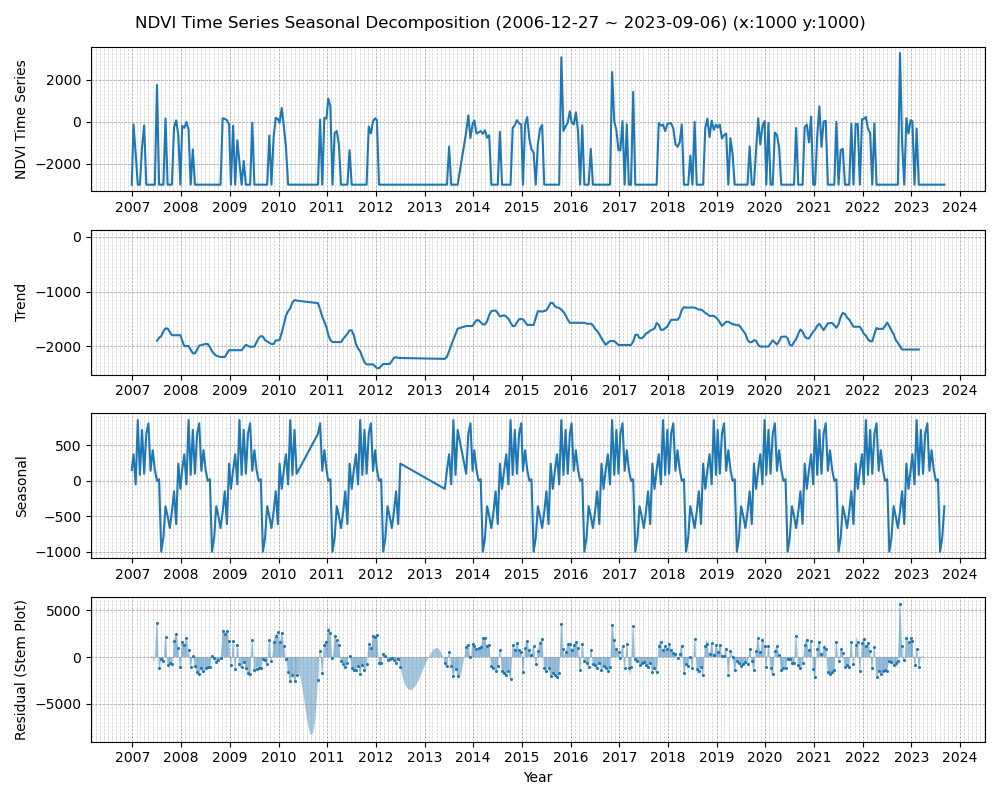 NDVI Time Series Seasonal Decomposition (2006-12-27 ~ 2023-09-06) (x:1000 y:1000)
NDVI Time Series
2000
0
−2000
2007 2008 2009 2010 2011 2012 2013 2014 2015 2016 2017 2018 2019 2020 2021 2022 2023 2024
Trend
0
−1000
−2000
2007 2008 2009 2010 2011 2012 2013 2014 2015 2016 2017 2018 2019 2020 2021 2022 2023 2024
Seasonal
500
0
−500
−1000
2007 2008 2009 2010 2011 2012 2013 2014 2015 2016 2017 2018 2019 2020 2021 2022 2023 2024
Residual (Stem Plot)
5000
0
−5000
2007 2008 2009 2010 2011 2012 2013 2014 2015 2016 2017 2018 2019 2020 2021 2022 2023 2024
Year